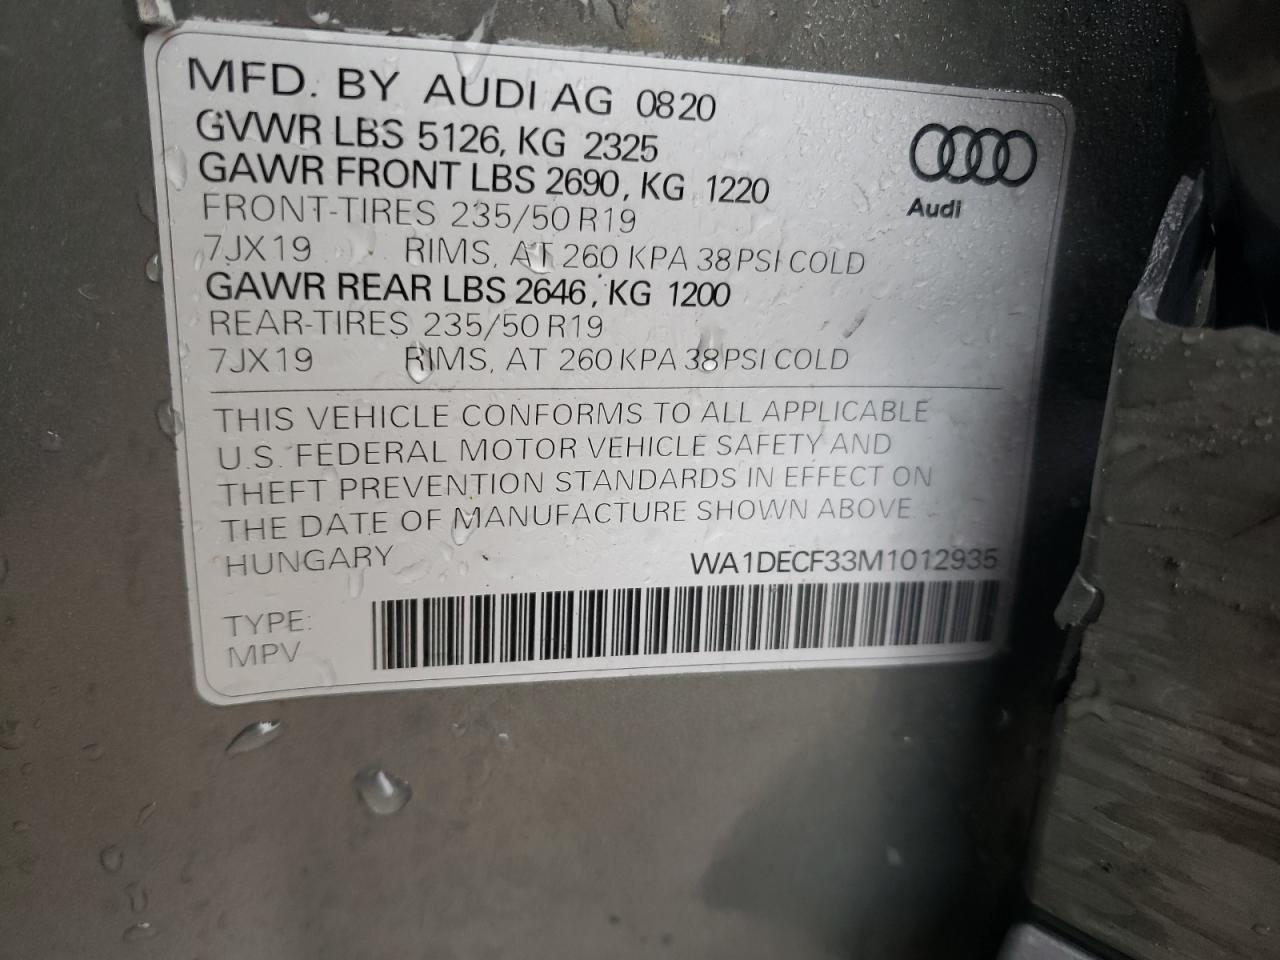 MFD. BY AUDI AG 0820
GVWR LBS 5126, KG 2325
GAWR FRONT LBS 2690, KG 1220
FRONT-TIRES 235/50 R19
7JX19 RIMS, AT 260 KPA 38 PSI COLD
GAWR REAR LBS 2646, KG 1200
REAR-TIRES 235/50 R19
7JX19 RIMS, AT 260 KPA 38 PSI COLD
Audi
THIS VEHICLE CONFORMS TO ALL APPLICABLE
U.S. FEDERAL MOTOR VEHICLE SAFETY AND
THEFT PREVENTION STANDARDS IN EFFECT ON
THE DATE OF MANUFACTURE SHOWN ABOVE.
HUNGARY WA1DECF33M1012935
TYPE:
MPV